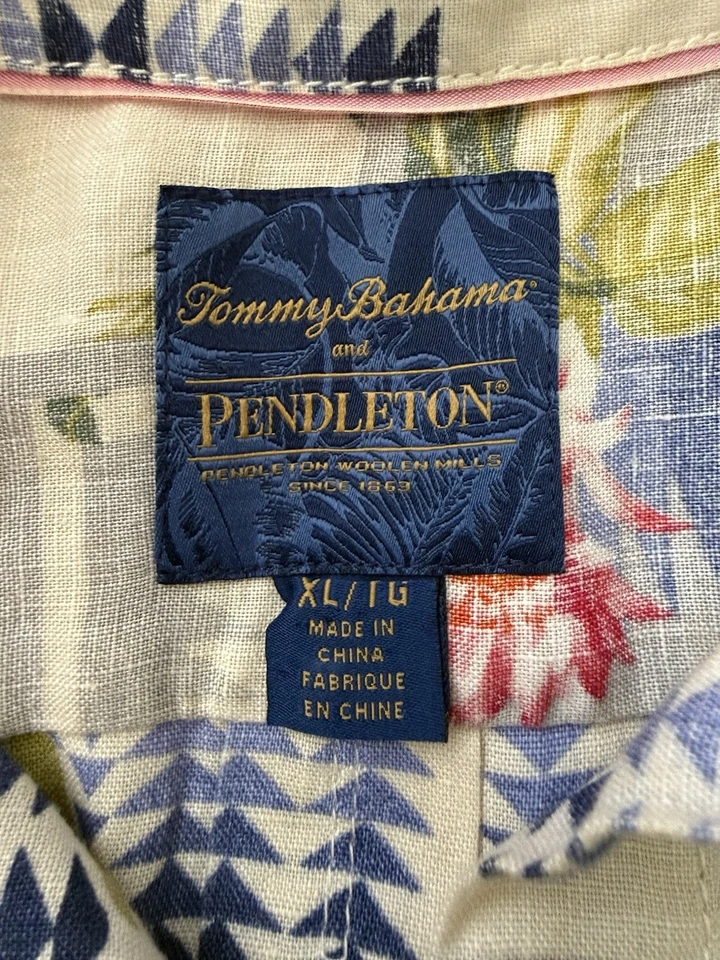 Tommy Bahama®
and
PENDLETON®
PENDLETON WOOLEN MILLS
SINCE 1863
XL/TG
MADE IN
CHINA
FABRIQUE
EN CHINE